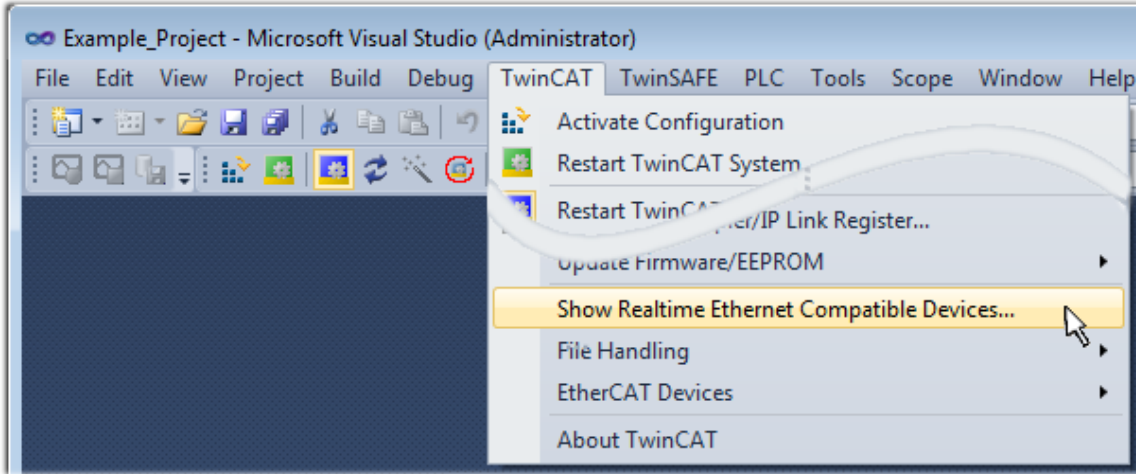 Example_Project - Microsoft Visual Studio (Administrator)
File Edit View Project Build Debug TwinCAT TwinSAFE PLC Tools Scope Window Help
Activate Configuration
Restart TwinCAT System
Restart TwinCAT
/IP Link Register...
Update Firmware/EEPROM
Show Realtime Ethernet Compatible Devices...
File Handling
EtherCAT Devices
About TwinCAT